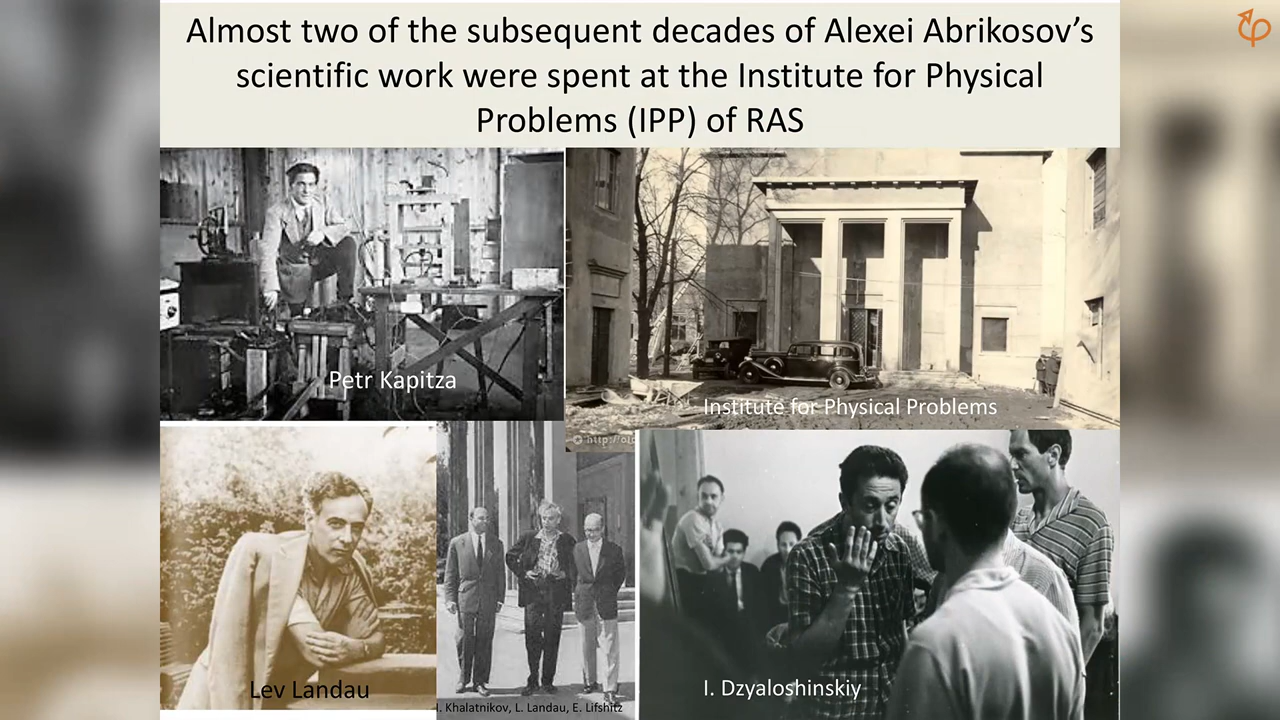 Almost two of the subsequent decades of Alexei Abrikosov’s
scientific work were spent at the Institute for Physical
Problems (IPP) of RAS
Petr Kapitza
Institute for Physical Problems
http://
Lev Landau
I. Khalatnikov, L. Landau, E. Lifshitz
I. Dzyaloshinskiy